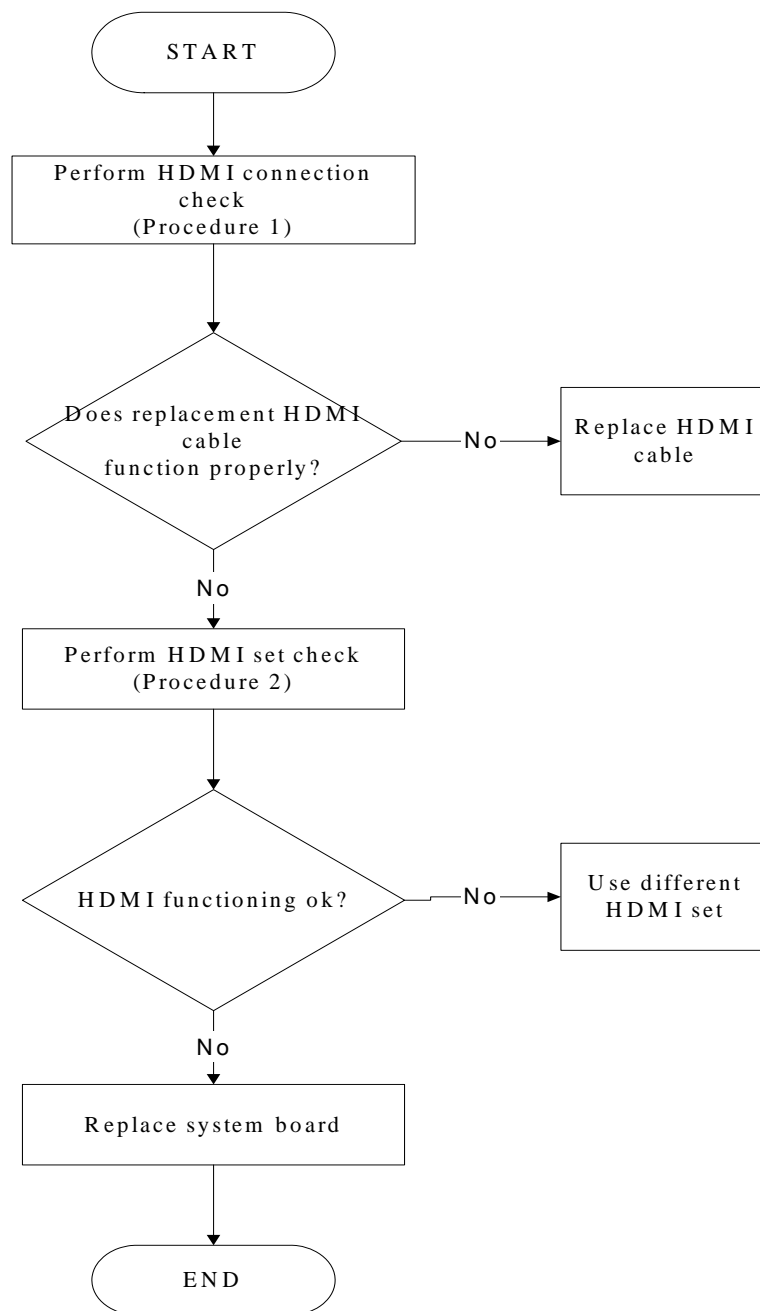 START
Perform HDMI connection
check
(Procedure 1)
Does replacement HDMI
cable
function properly?
No
Replace HDMI
cable
No
Perform HDMI set check
(Procedure 2)
HDMI functioning ok?
No
Use different
HDMI set
No
Replace system board
END